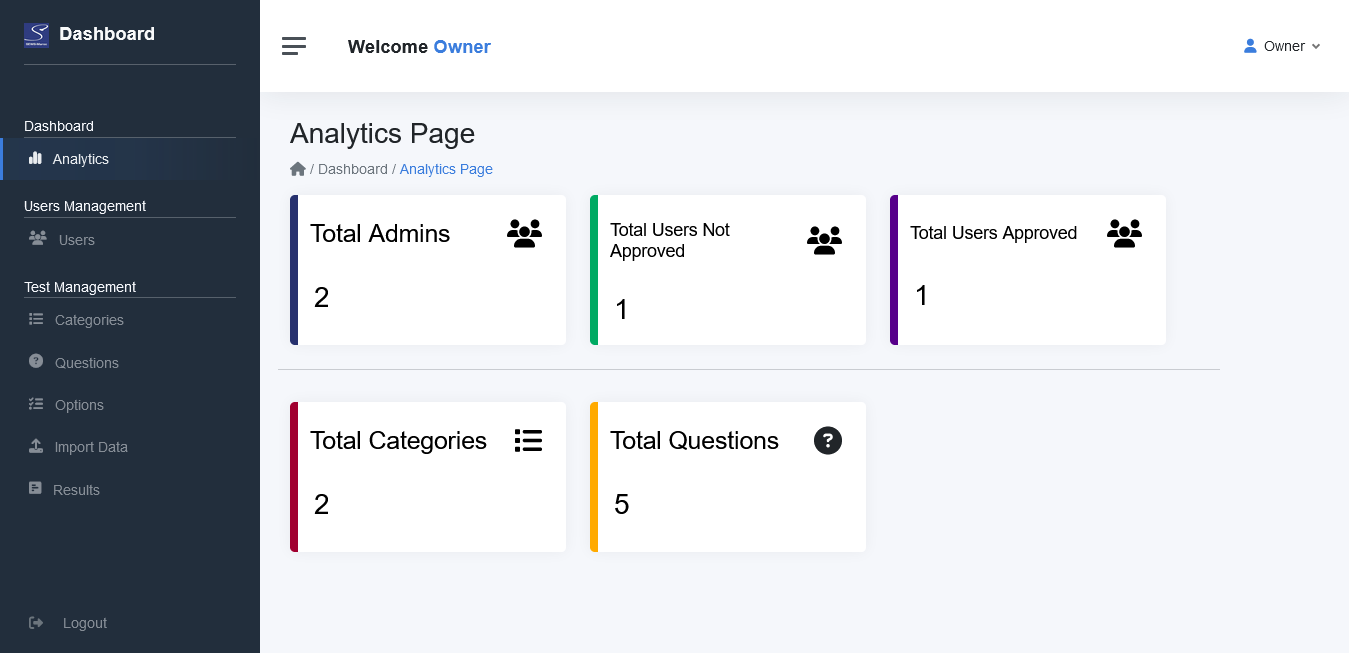 Dashboard
Welcome Owner
Owner
Dashboard
Analytics
Users Management
Users
Test Management
Categories
Questions
Options
Import Data
Results
Logout
Analytics Page
/ Dashboard / Analytics Page
Total Admins
2
Total Users Not
Approved
1
Total Users Approved
1
Total Categories
2
Total Questions
5